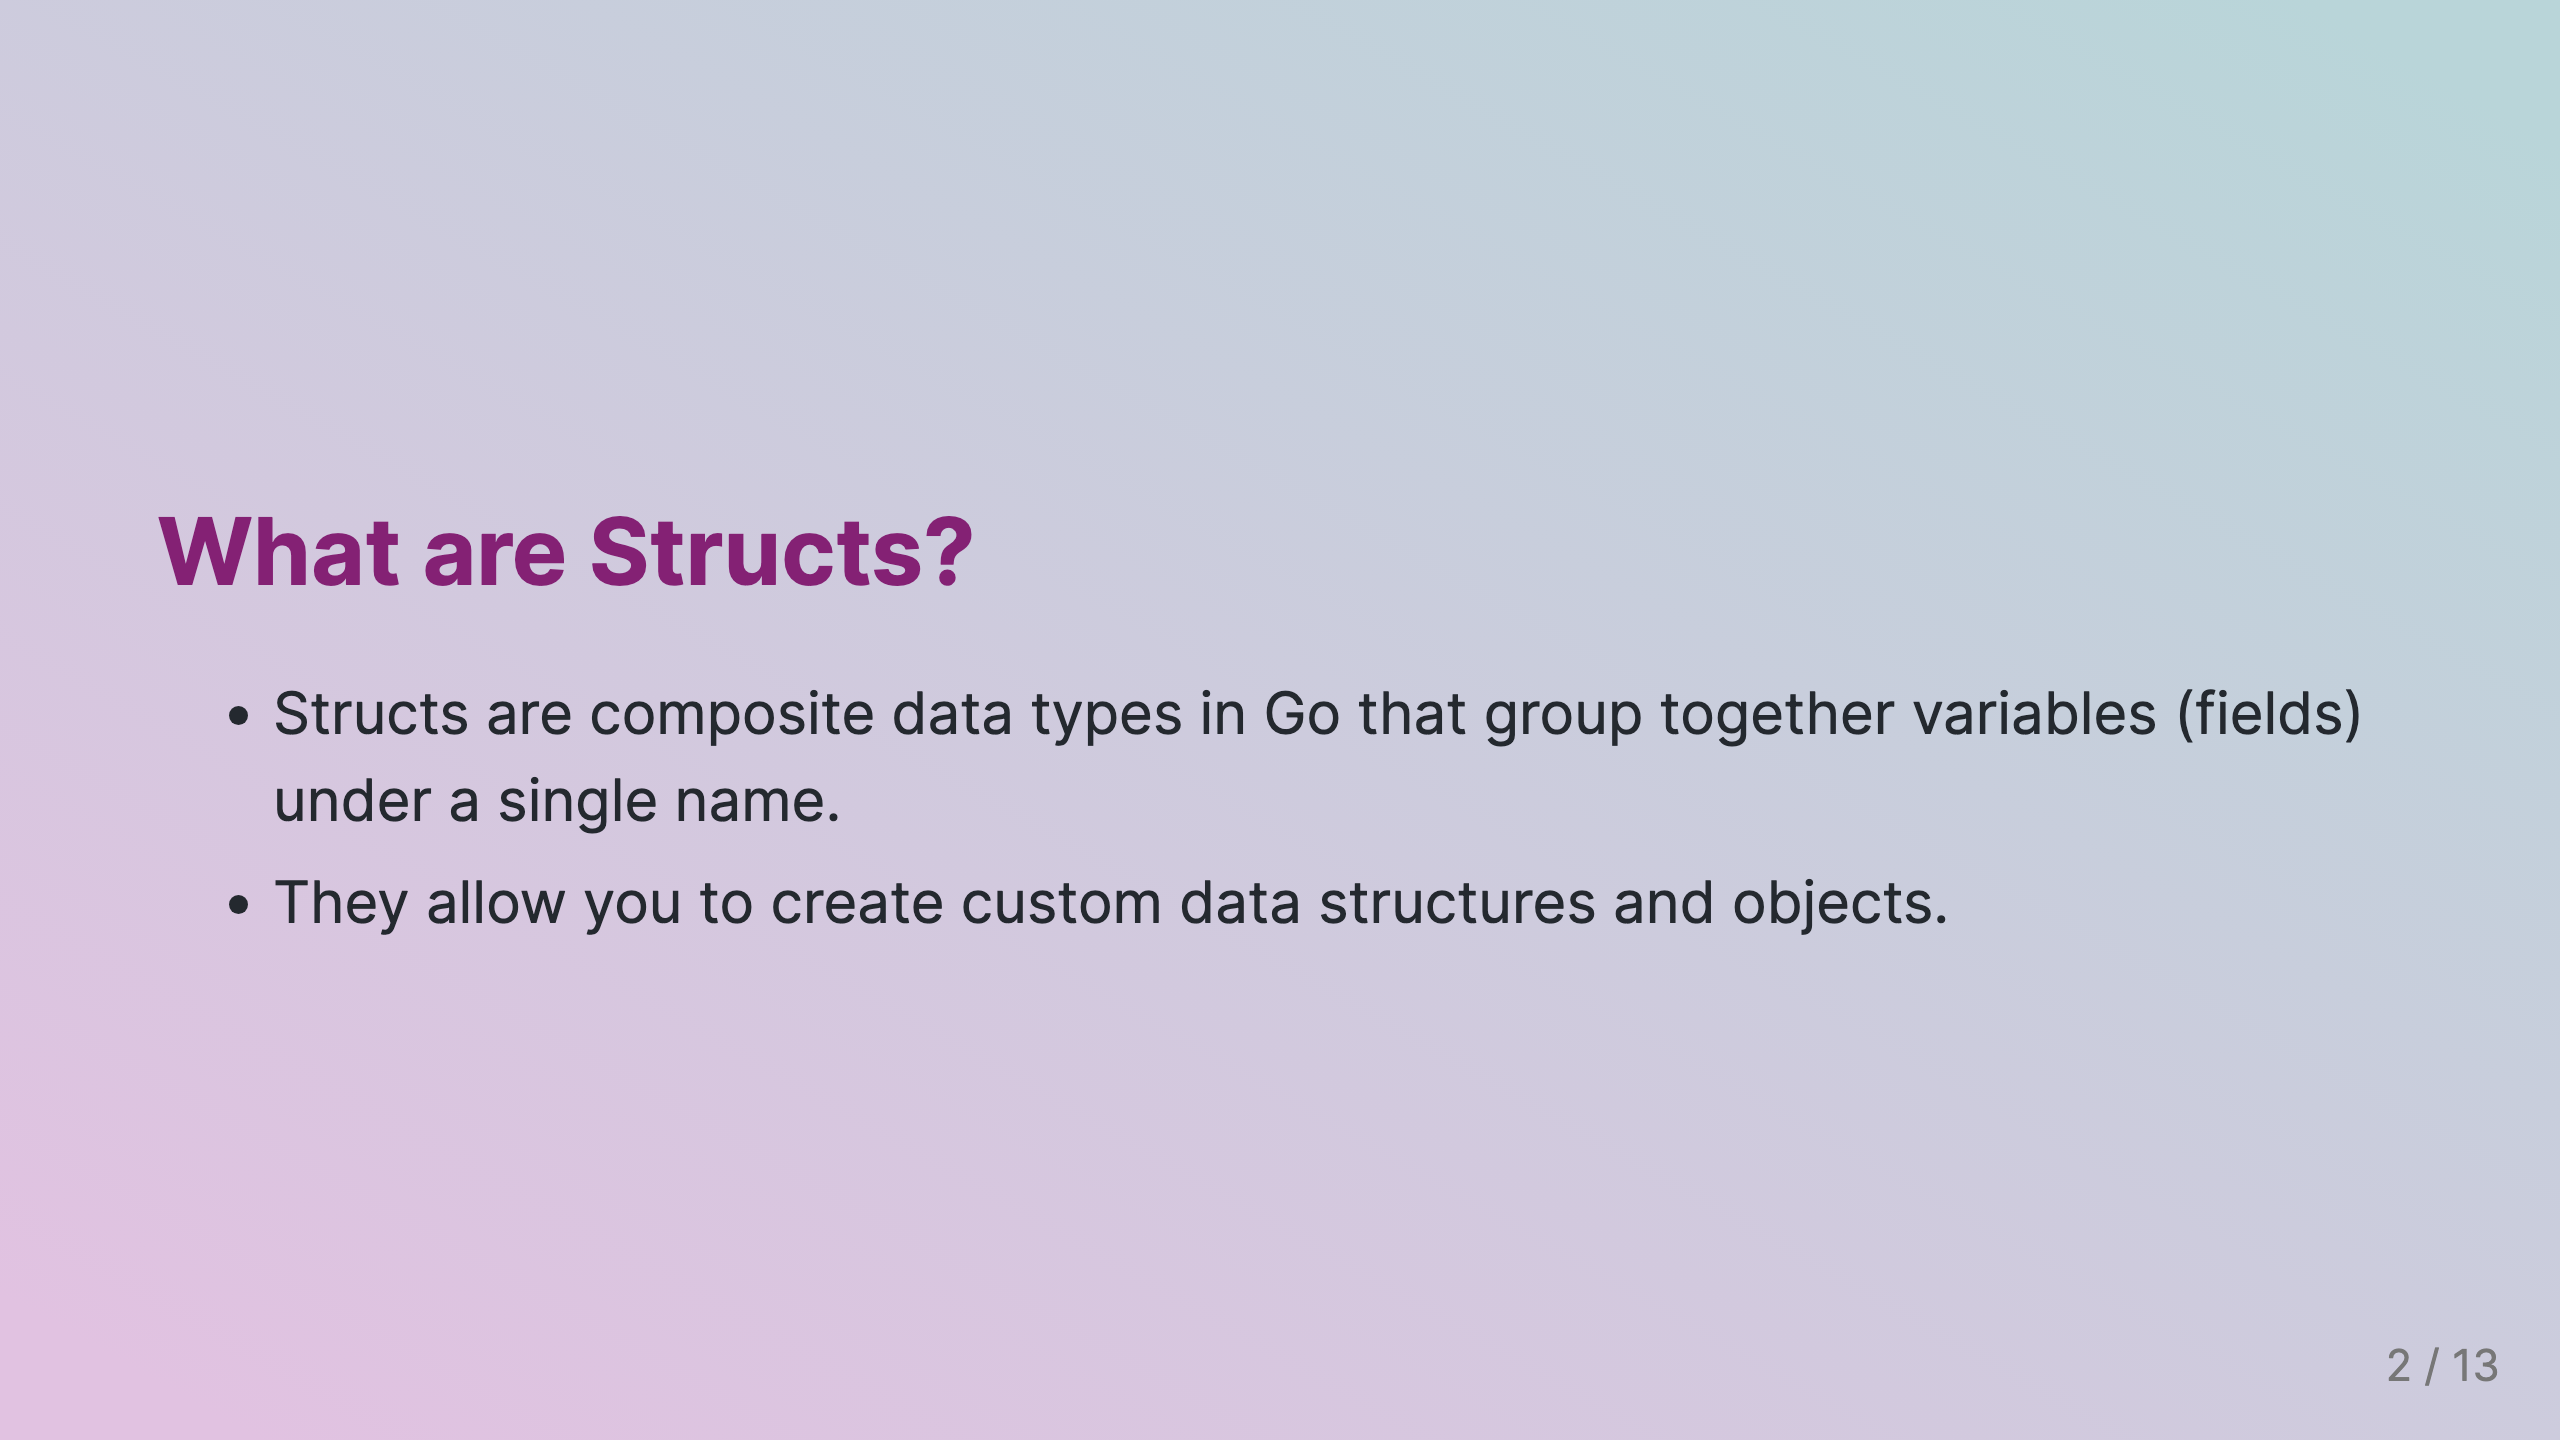 What are Structs?
• Structs are composite data types in Go that group together variables (fields)
under a single name.
• They allow you to create custom data structures and objects.
2 / 13